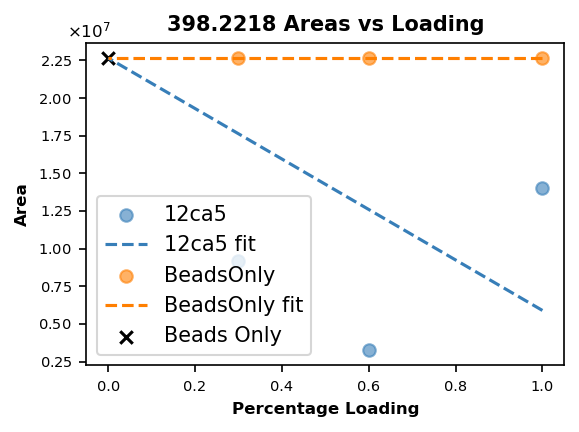 398.2218 Areas vs Loading
×10⁷
2.25
2.00
1.75
1.50
1.25
1.00
0.75
0.50
0.25
Area
12ca5
12ca5 fit
BeadsOnly
BeadsOnly fit
Beads Only
0.0 0.2 0.4 0.6 0.8 1.0
Percentage Loading